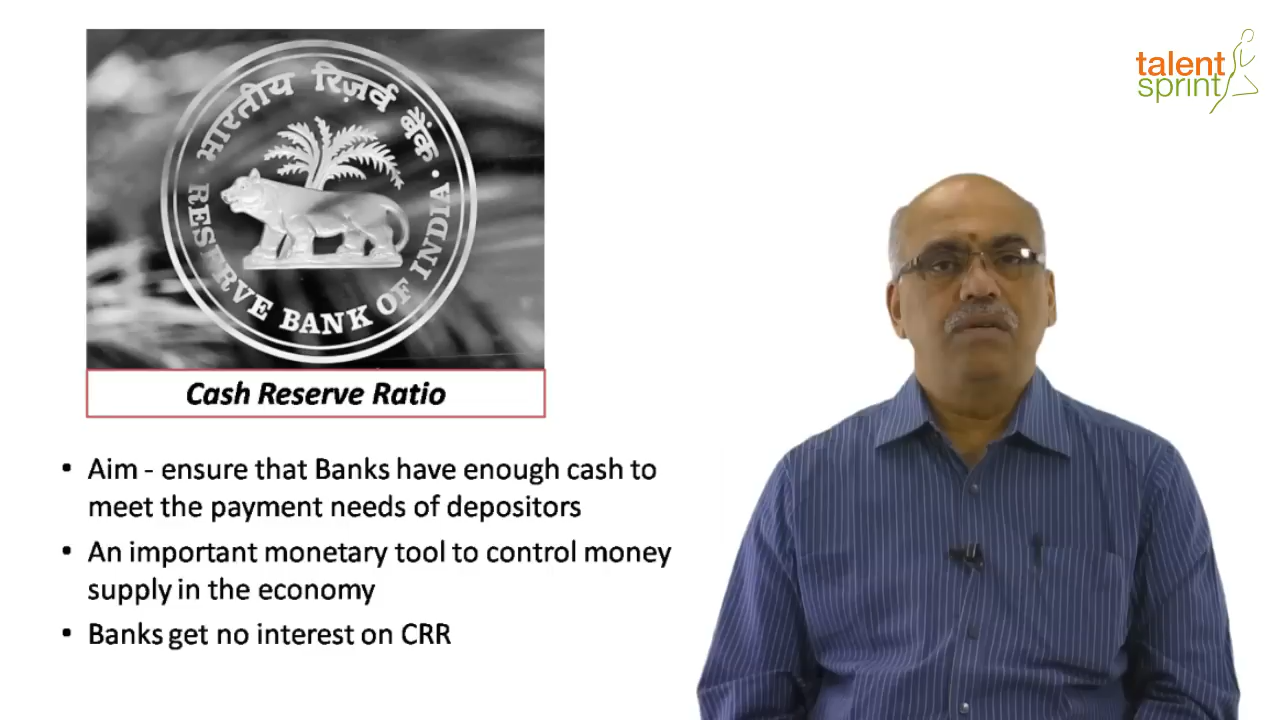 भारतीय रिज़र्व बैंक
RESERVE BANK OF INDIA
talent
sprint
Cash Reserve Ratio
• Aim - ensure that Banks have enough cash to
meet the payment needs of depositors
• An important monetary tool to control money
supply in the economy
• Banks get no interest on CRR